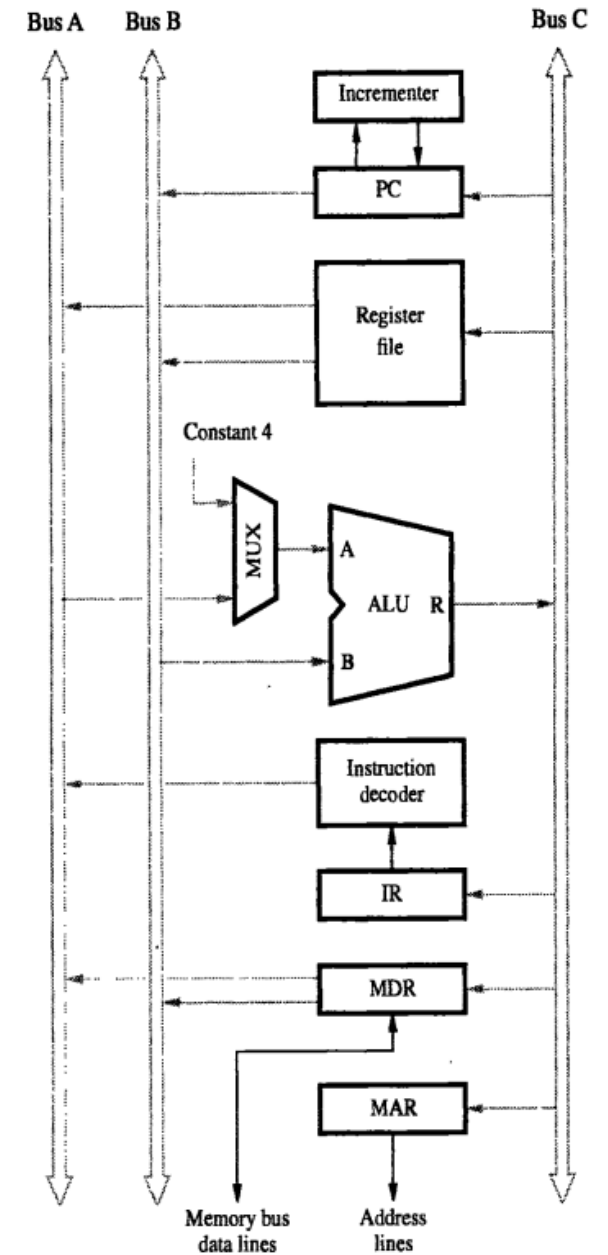 Bus A
Bus B
Bus C
Incrementer
PC
Register
file
Constant 4
MUX
A
ALU
R
B
Instruction
decoder
IR
MDR
MAR
Memory bus
data lines
Address
lines